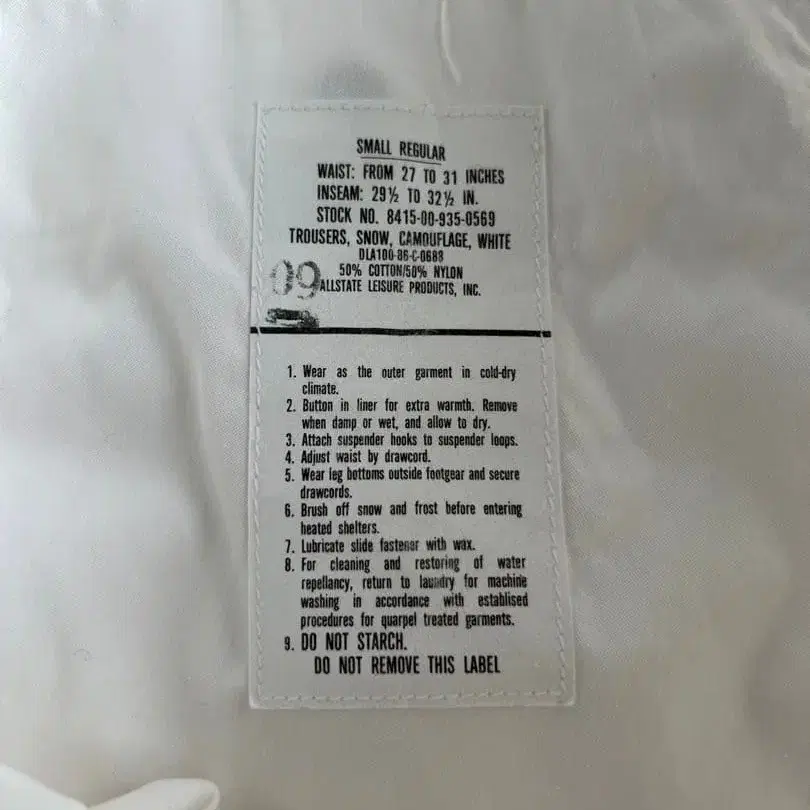 SMALL REGULAR
WAIST: FROM 27 TO 31 INCHES
INSEAM: 29½ TO 32½ IN.
STOCK NO. 8415-00-935-0569
TROUSERS, SNOW, CAMOUFLAGE, WHITE
DLA100-86-C-0688
50% COTTON/50% NYLON
09 ALLSTATE LEISURE PRODUCTS, INC.
1. Wear as the outer garment in cold-dry
climate.
2. Button in liner for extra warmth. Remove
when damp or wet, and allow to dry.
3. Attach suspender hooks to suspender loops.
4. Adjust waist by drawcord.
5. Wear leg bottoms outside footgear and secure
drawcords.
6. Brush off snow and frost before entering
heated shelters.
7. Lubricate slide fastener with wax.
8. For cleaning and restoring of water
repellancy, return to laundry for machine
washing in accordance with establised
procedures for quarpel treated garments.
9. DO NOT STARCH.
DO NOT REMOVE THIS LABEL